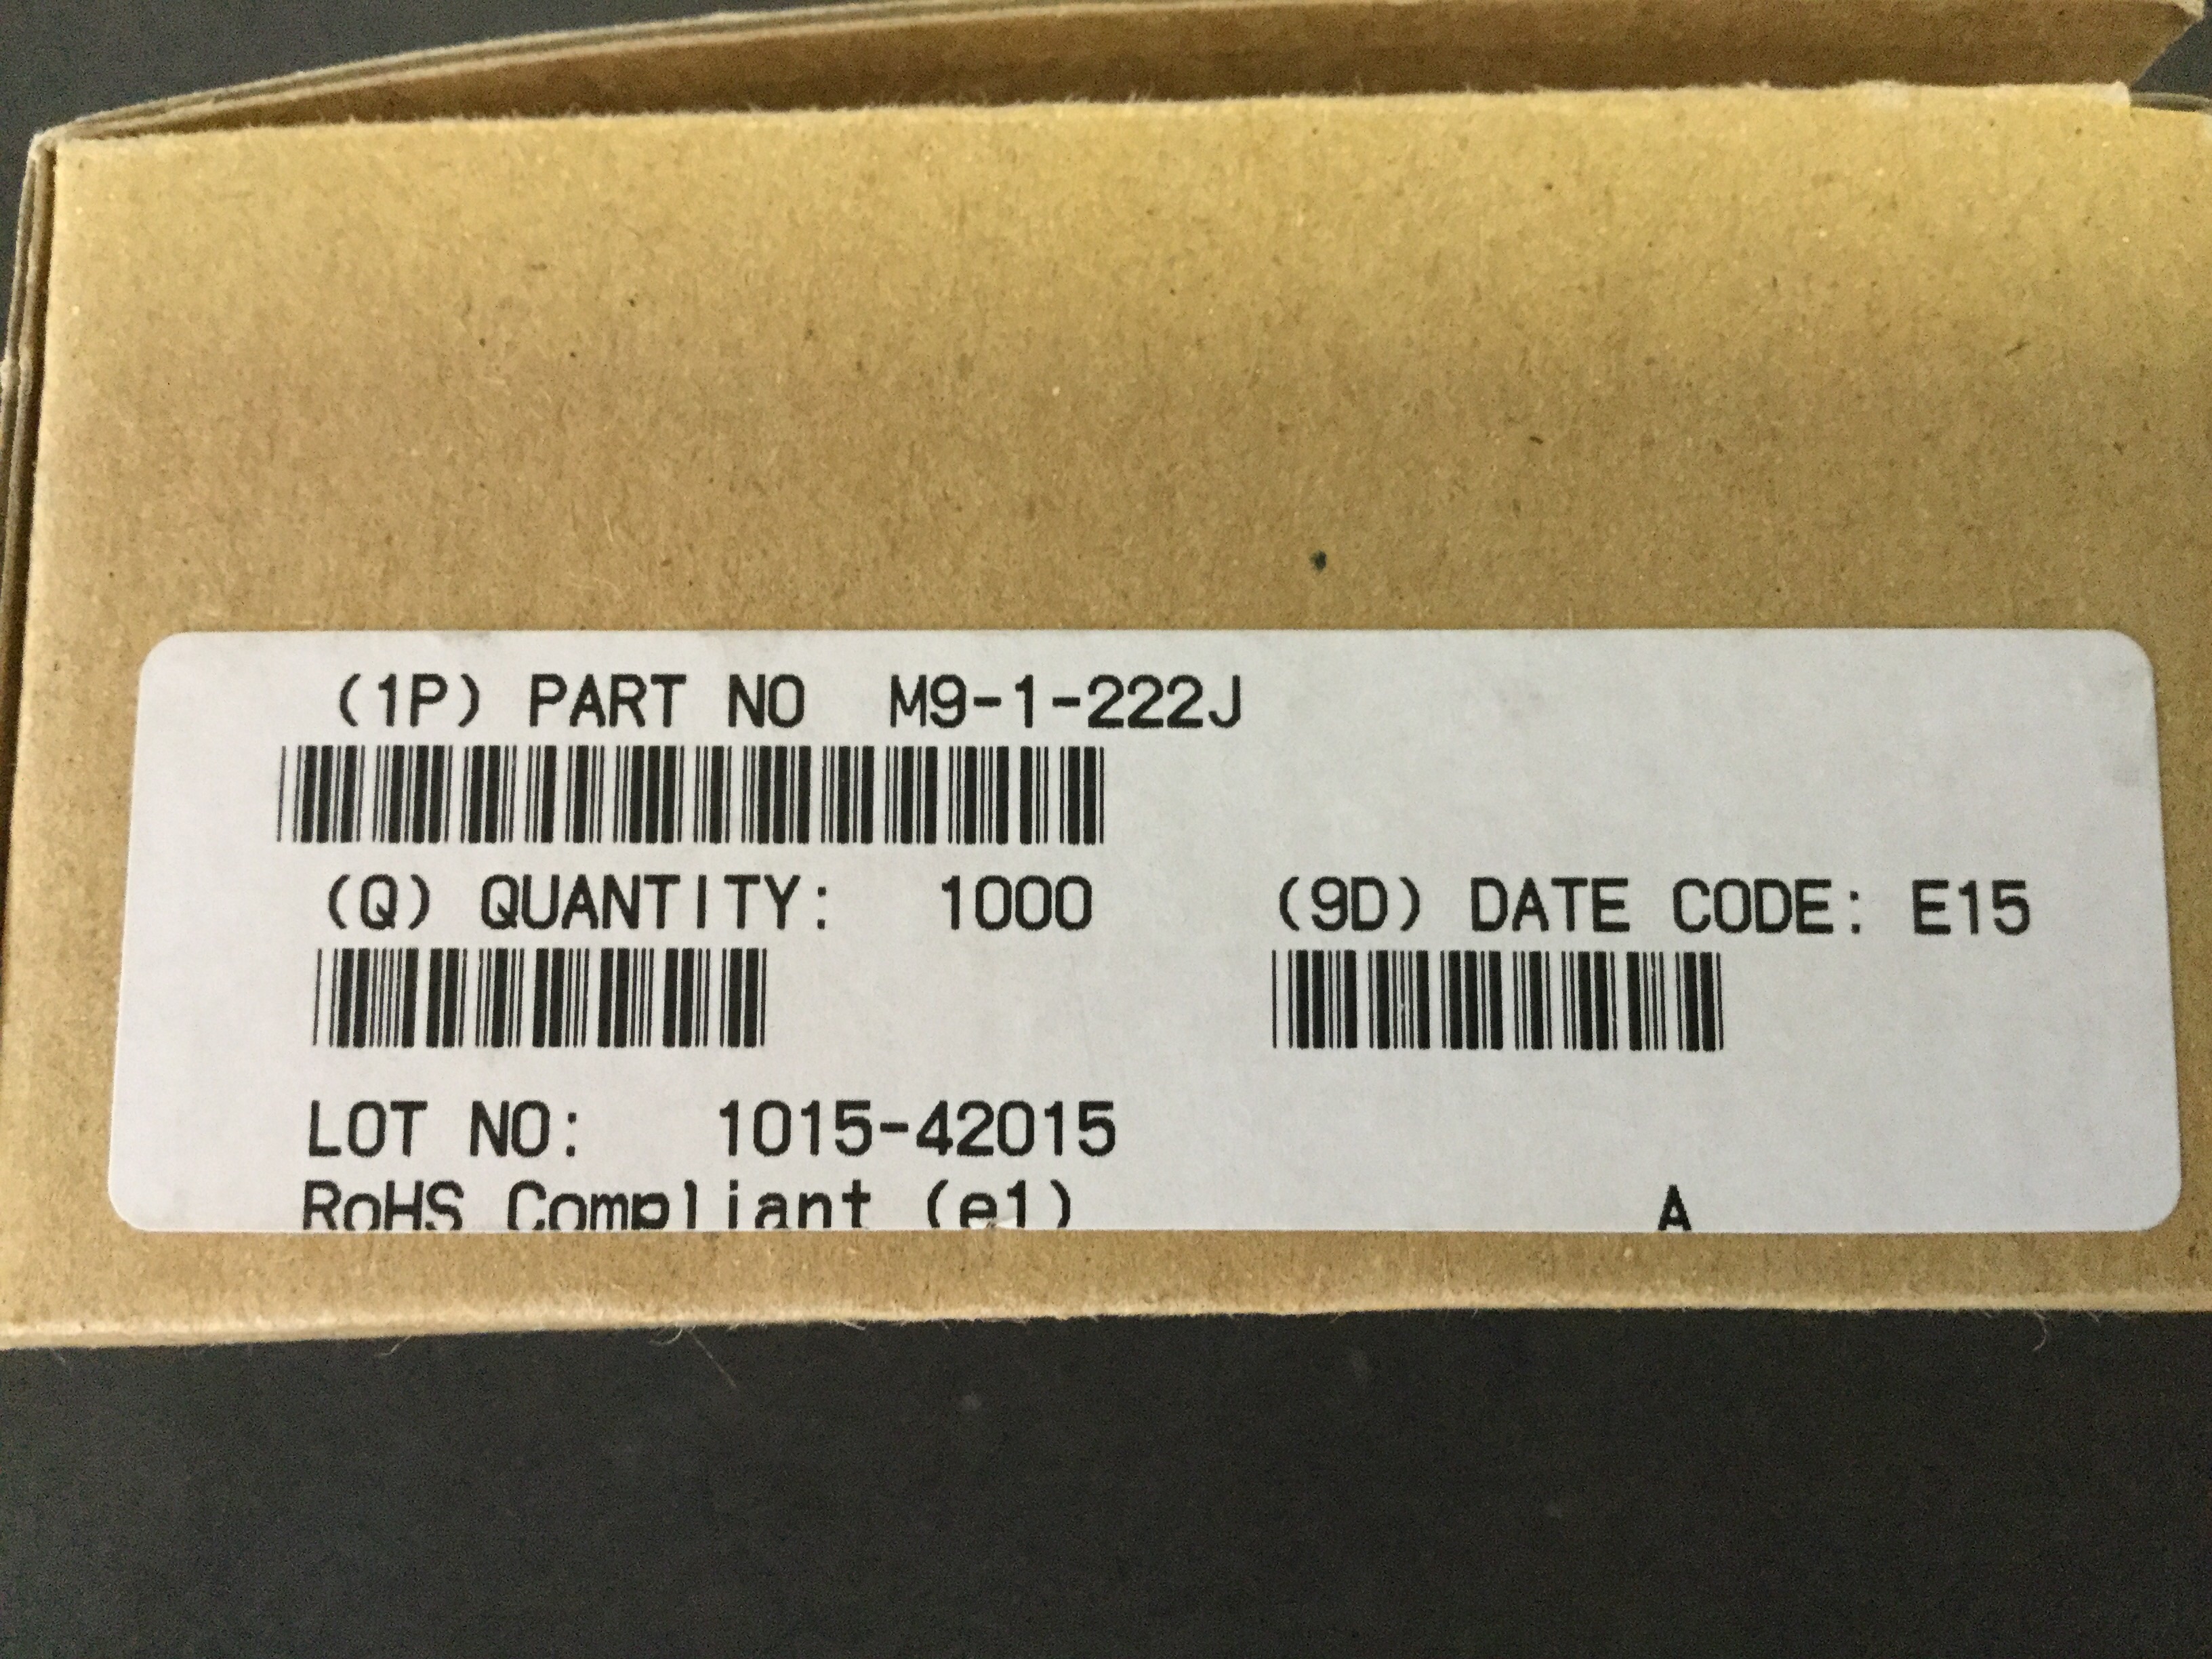 (1P) PART NO M9-1-222J
(Q) QUANTITY: 1000
(9D) DATE CODE: E15
LOT NO: 1015-42015
RoHS Compliant (e1)
A